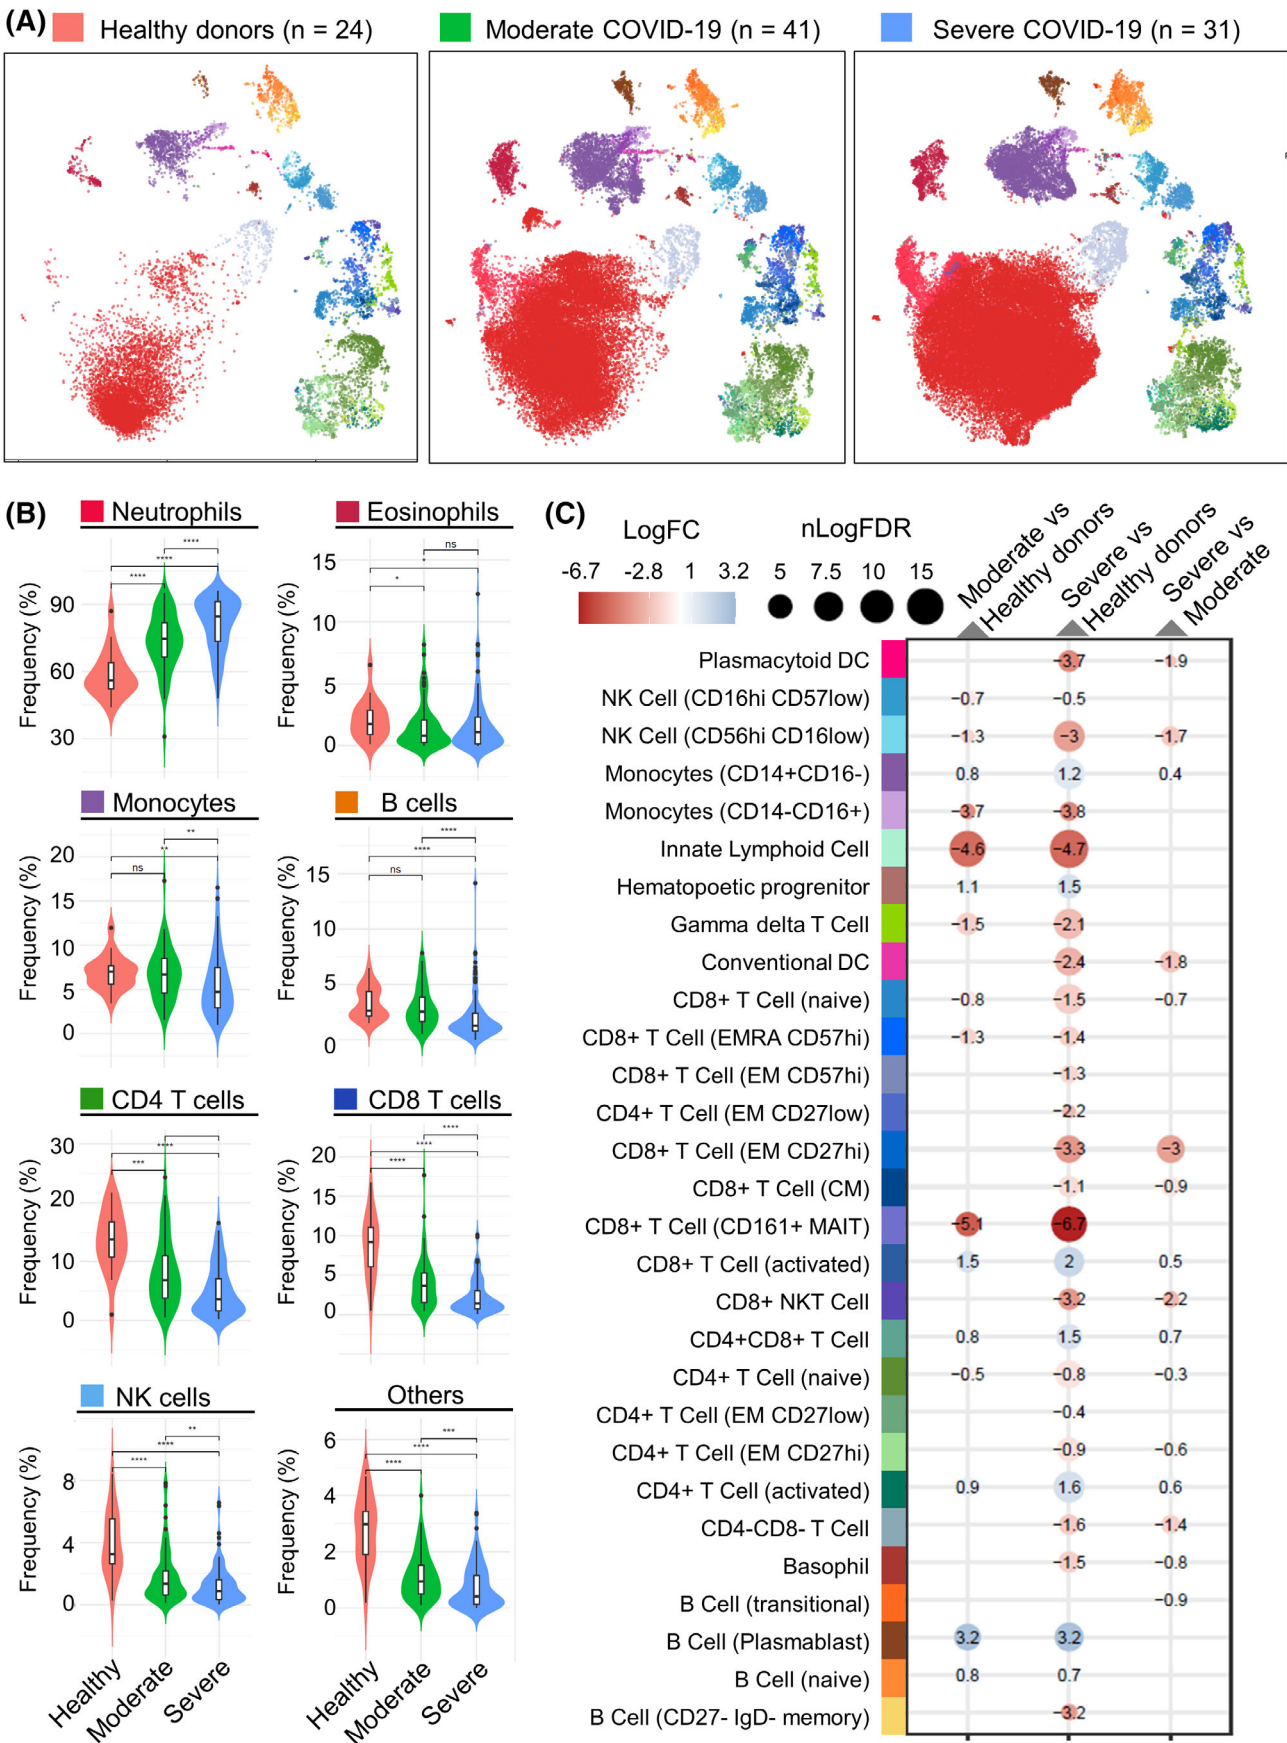 (A) Healthy donors (n = 24) Moderate COVID-19 (n = 41) Severe COVID-19 (n = 31)
(B)
Neutrophils
Frequency (%)
90
60
30
****
****
****
Eosinophils
Frequency (%)
15
10
5
0
ns
*
*
Monocytes
Frequency (%)
20
15
10
5
0
**
**
ns
B cells
Frequency (%)
15
10
5
0
****
****
ns
CD4 T cells
Frequency (%)
30
20
10
0
****
***
CD8 T cells
Frequency (%)
20
15
10
5
0
****
****
****
NK cells
Frequency (%)
8
4
0
**
****
****
Others
Frequency (%)
6
4
2
0
***
****
****
Healthy Moderate Severe
Healthy Moderate Severe
(C)
LogFC
-6.7 -2.8 1 3.2
nLogFDR
5 7.5 10 15
Moderate vs
Healthy donors
Severe vs
Healthy donors
Severe vs
Moderate
Plasmacytoid DC −3.7 −1.9
NK Cell (CD16hi CD57low) −0.7 −0.5
NK Cell (CD56hi CD16low) −1.3 −3 −1.7
Monocytes (CD14+CD16-) 0.8 1.2 0.4
Monocytes (CD14-CD16+) −3.7 −3.8
Innate Lymphoid Cell −4.6 −4.7
Hematopoetic progrenitor 1.1 1.5
Gamma delta T Cell −1.5 −2.1
Conventional DC −2.4 −1.8
CD8+ T Cell (naive) −0.8 −1.5 −0.7
CD8+ T Cell (EMRA CD57hi) −1.3 −1.4
CD8+ T Cell (EM CD57hi) −1.3
CD4+ T Cell (EM CD27low) −2.2
CD8+ T Cell (EM CD27hi) −3.3 −3
CD8+ T Cell (CM) −1.1 −0.9
CD8+ T Cell (CD161+ MAIT) −5.1 −6.7
CD8+ T Cell (activated) 1.5 2 0.5
CD8+ NKT Cell −3.2 −2.2
CD4+CD8+ T Cell 0.8 1.5 0.7
CD4+ T Cell (naive) −0.5 −0.8 −0.3
CD4+ T Cell (EM CD27low) −0.4
CD4+ T Cell (EM CD27hi) −0.9 −0.6
CD4+ T Cell (activated) 0.9 1.6 0.6
CD4-CD8- T Cell −1.6 −1.4
Basophil −1.5 −0.8
B Cell (transitional) −0.9
B Cell (Plasmablast) 3.2 3.2
B Cell (naive) 0.8 0.7
B Cell (CD27- IgD- memory) −3.2